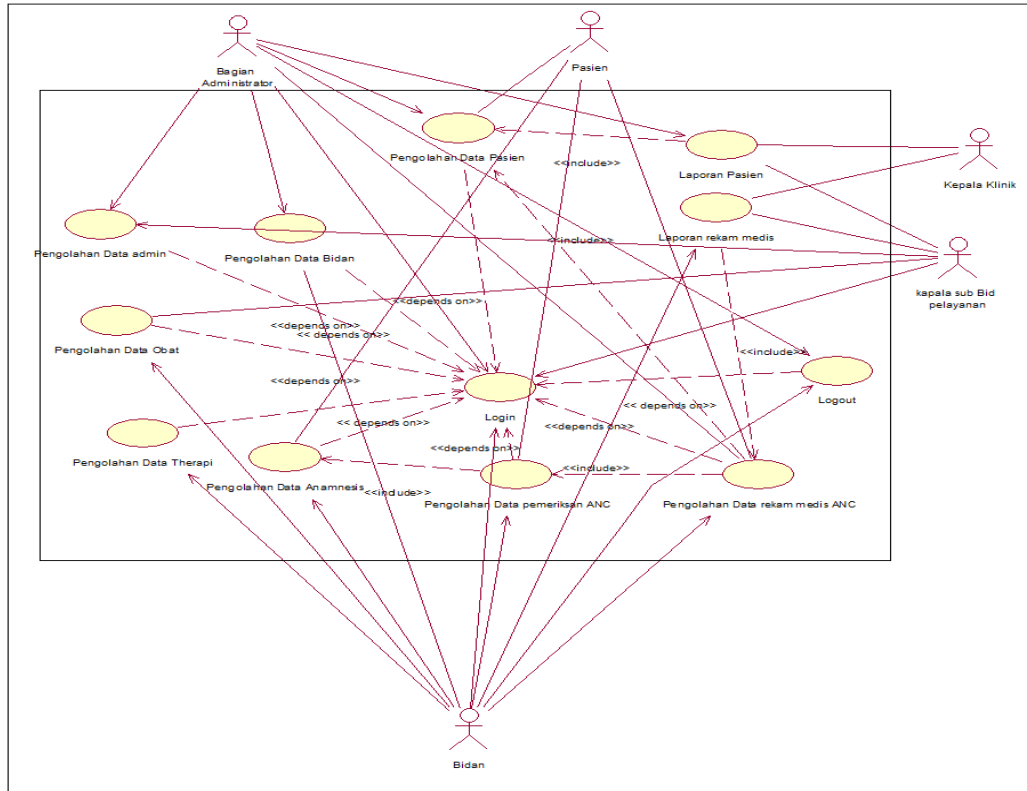 Bagian
Administrator
Pasien
Pengolahan Data Pasien
<<include>>
Laporan Pasien
Kepala Klinik
Pengolahan Data admin
Pengolahan Data Bidan
<<include>>
Laporan rekam medis
kapala sub Bid
pelayanan
<<depends on>>
<<depends on>>
<< depends on>>
Pengolahan Data Obat
<<include>>
Logout
<<depends on>>
Login
<< depends on>>
<< depends on>>
<<depends on>>
<<depends on>>
Pengolahan Data Therapi
<<include>>
Pengolahan Data Anamnesis
<<include>>
Pengolahan Data pemeriksan ANC
Pengolahan Data rekam medis ANC
Bidan